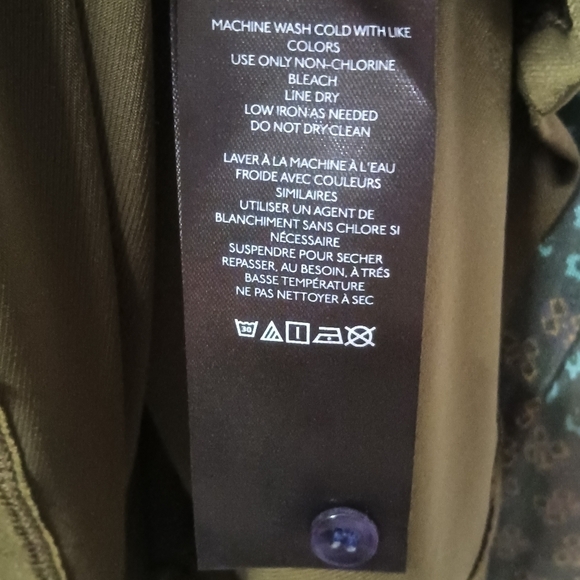 MACHINE WASH COLD WITH LIKE
COLORS
USE ONLY NON-CHLORINE
BLEACH
LINE DRY
LOW IRON AS NEEDED
DO NOT DRYCLEAN
LAVER À LA MACHINE À L'EAU
FROIDE AVEC COULEURS
SIMILAIRES
UTILISER UN AGENT DE
BLANCHIMENT SANS CHLORE SI
NÉCESSAIRE
SUSPENDRE POUR SECHER
REPASSER, AU BESOIN, À TRÉS
BASSE TEMPÉRATURE
NE PAS NETTOYER À SEC
30